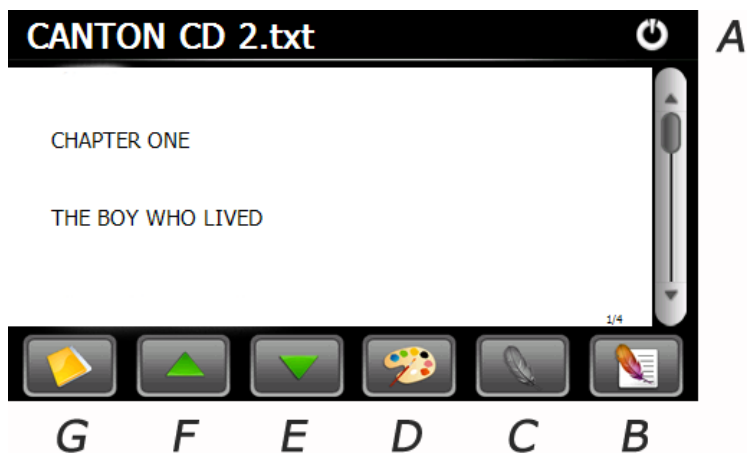 CANTON CD 2.txt
A
CHAPTER ONE
THE BOY WHO LIVED
1/4
G F E D C B